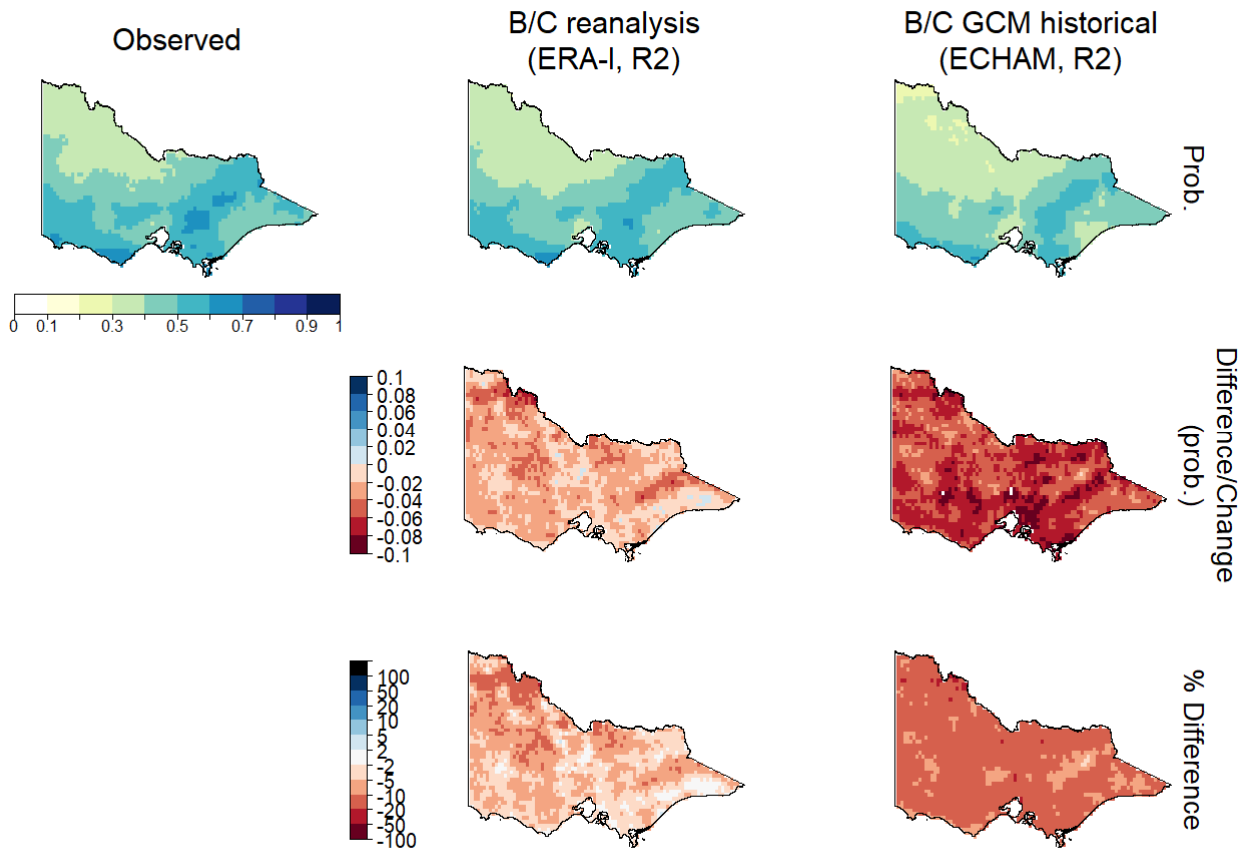 Observed
B/C reanalysis
(ERA-I, R2)
B/C GCM historical
(ECHAM, R2)
Prob.
0 0.1 0.3 0.5 0.7 0.9 1
Difference/Change
(prob.)
0.1
0.08
0.06
0.04
0.02
0
-0.02
-0.04
-0.06
-0.08
-0.1
% Difference
100
50
20
10
5
2
-2
-5
-10
-20
-50
-100